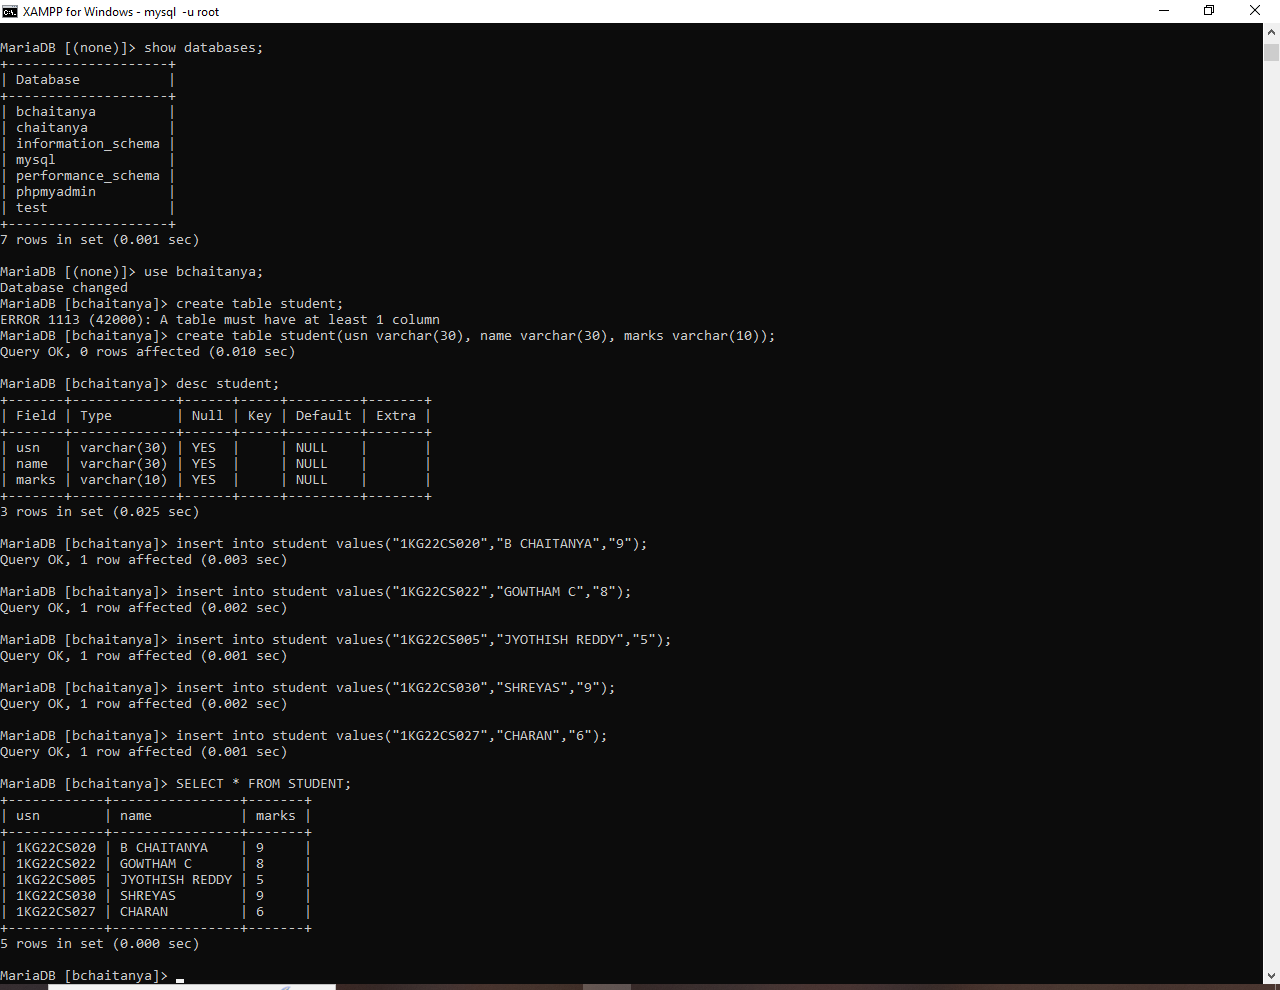 XAMPP for Windows - mysql  -u root
MariaDB [(none)]> show databases;
+--------------------+
| Database           |
+--------------------+
| bchaitanya         |
| chaitanya          |
| information_schema |
| mysql              |
| performance_schema |
| phpmyadmin         |
| test               |
+--------------------+
7 rows in set (0.001 sec)
MariaDB [(none)]> use bchaitanya;
Database changed
MariaDB [bchaitanya]> create table student;
ERROR 1113 (42000): A table must have at least 1 column
MariaDB [bchaitanya]> create table student(usn varchar(30), name varchar(30), marks varchar(10));
Query OK, 0 rows affected (0.010 sec)
MariaDB [bchaitanya]> desc student;
+-------+-------------+------+-----+---------+-------+
| Field | Type        | Null | Key | Default | Extra |
+-------+-------------+------+-----+---------+-------+
| usn   | varchar(30) | YES  |     | NULL    |       |
| name  | varchar(30) | YES  |     | NULL    |       |
| marks | varchar(10) | YES  |     | NULL    |       |
+-------+-------------+------+-----+---------+-------+
3 rows in set (0.025 sec)
MariaDB [bchaitanya]> insert into student values("1KG22CS020","B CHAITANYA","9");
Query OK, 1 row affected (0.003 sec)
MariaDB [bchaitanya]> insert into student values("1KG22CS022","GOWTHAM C","8");
Query OK, 1 row affected (0.002 sec)
MariaDB [bchaitanya]> insert into student values("1KG22CS005","JYOTHISH REDDY","5");
Query OK, 1 row affected (0.001 sec)
MariaDB [bchaitanya]> insert into student values("1KG22CS030","SHREYAS","9");
Query OK, 1 row affected (0.002 sec)
MariaDB [bchaitanya]> insert into student values("1KG22CS027","CHARAN","6");
Query OK, 1 row affected (0.001 sec)
MariaDB [bchaitanya]> SELECT * FROM STUDENT;
+------------+----------------+-------+
| usn        | name           | marks |
+------------+----------------+-------+
| 1KG22CS020 | B CHAITANYA    | 9     |
| 1KG22CS022 | GOWTHAM C      | 8     |
| 1KG22CS005 | JYOTHISH REDDY | 5     |
| 1KG22CS030 | SHREYAS        | 9     |
| 1KG22CS027 | CHARAN         | 6     |
+------------+----------------+-------+
5 rows in set (0.000 sec)
MariaDB [bchaitanya]> _